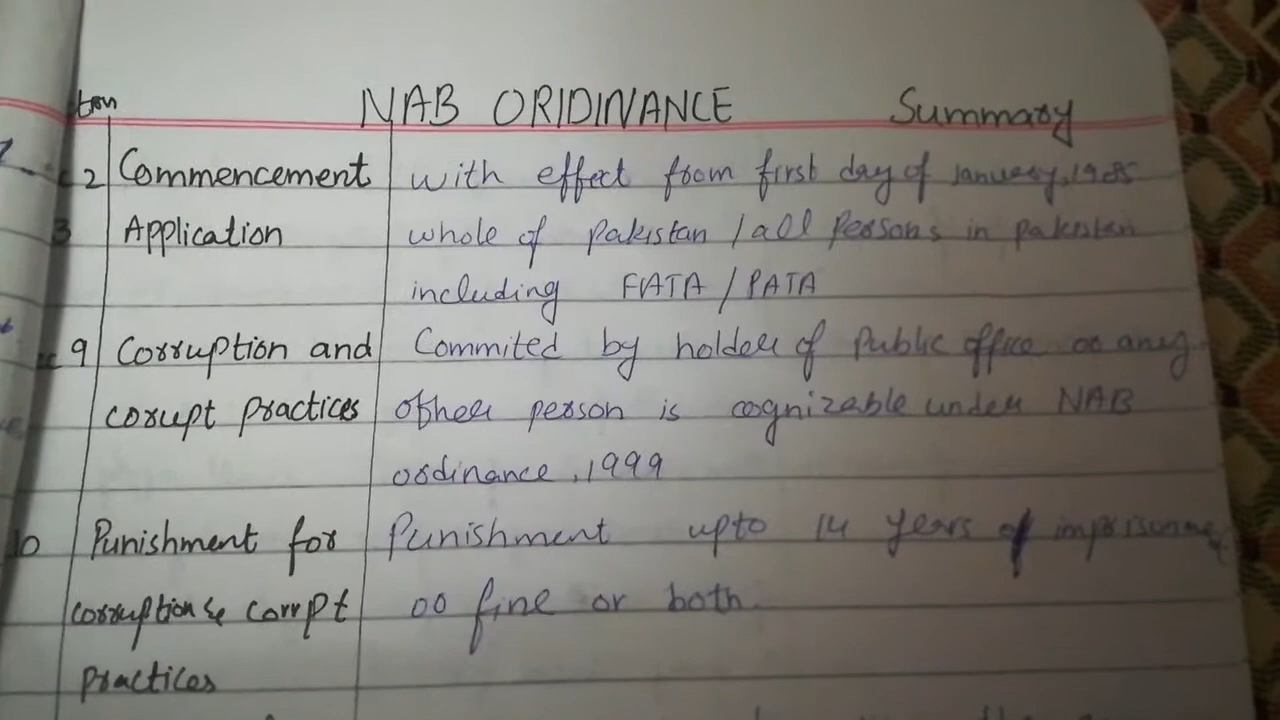 tion NAB ORIDINANCE Summary
2 Commencement with effect from first day of January, 1985
3 Application whole of Pakistan / all Persons in Pakistan
including FATA / PATA
9 Corruption and Commited by holder of Public office or any
corupt practices other person is cognizable under NAB
ordinance, 1999
10 Punishment for Punishment upto 14 years of imprisonment
corruption & corrpt or fine or both.
practices